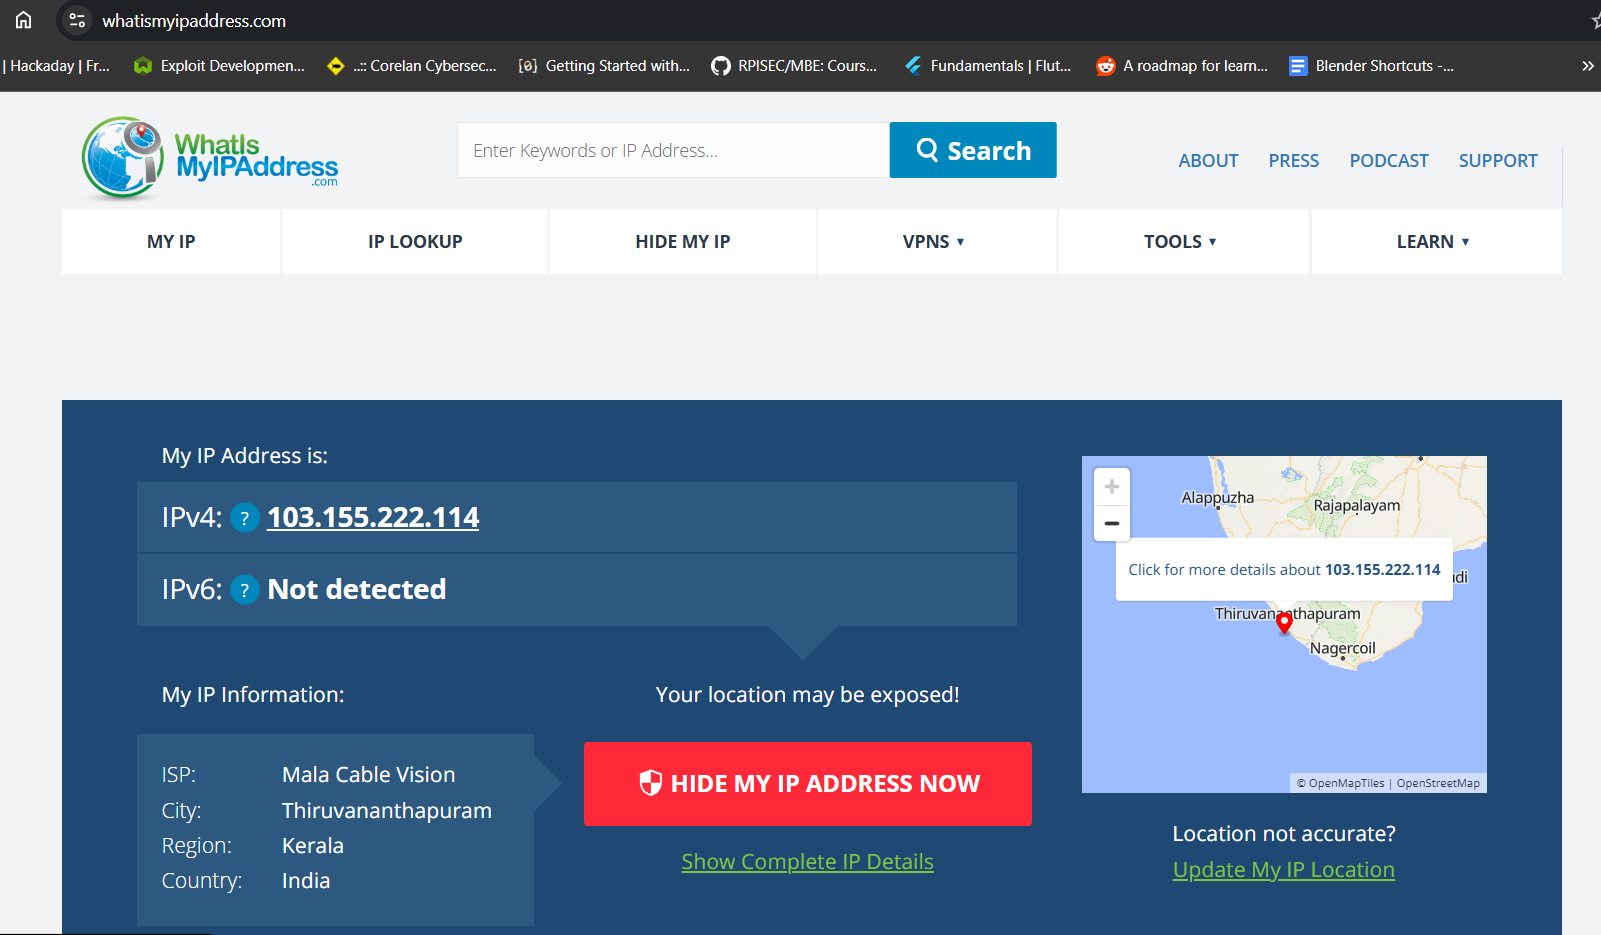 whatismyipaddress.com
| Hackaday | Fr...
Exploit Developmen...
..:: Corelan Cybersec...
Getting Started with...
RPISEC/MBE: Cours...
Fundamentals | Flut...
A roadmap for learn...
Blender Shortcuts -...
WhatIs
MyIPAddress
.com
Enter Keywords or IP Address...
Search
ABOUT
PRESS
PODCAST
SUPPORT
MY IP
IP LOOKUP
HIDE MY IP
VPNS
TOOLS
LEARN
My IP Address is:
IPv4: ? 103.155.222.114
IPv6: ? Not detected
My IP Information:
ISP: Mala Cable Vision
City: Thiruvananthapuram
Region: Kerala
Country: India
Your location may be exposed!
HIDE MY IP ADDRESS NOW
Show Complete IP Details
+
−
Alappuzha
Rajapalayam
Click for more details about 103.155.222.114
udi
Thiruvananthapuram
Nagercoil
© OpenMapTiles | OpenStreetMap
Location not accurate?
Update My IP Location